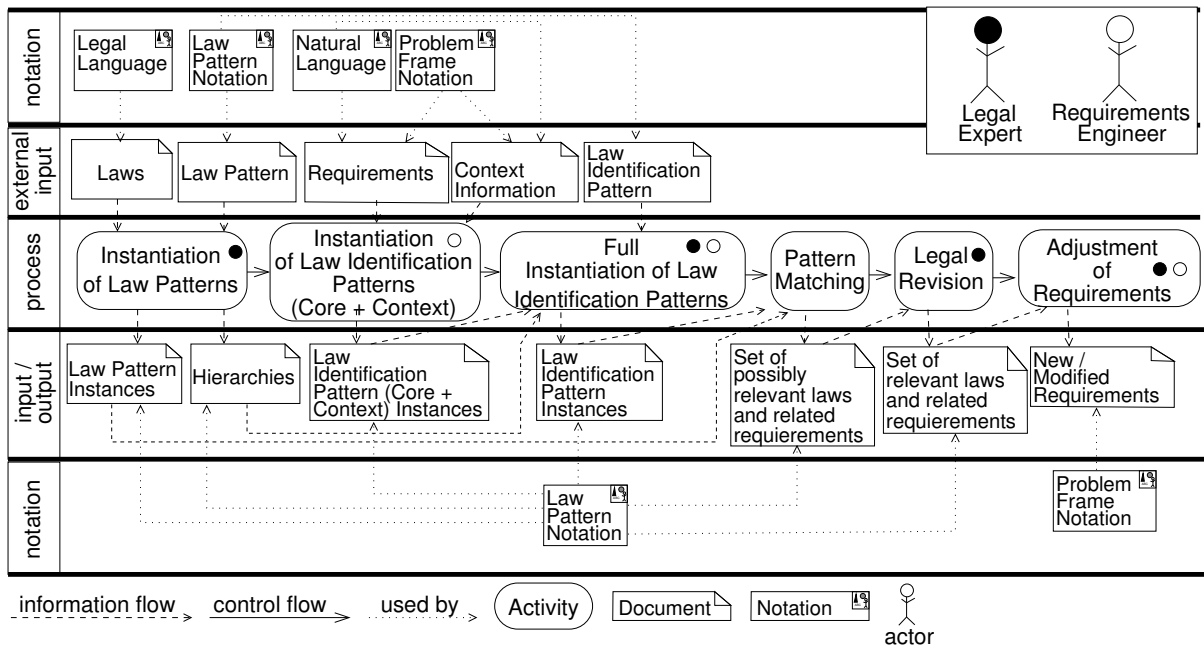 notation
Legal
Language
Law
Pattern
Notation
Natural
Language
Problem
Frame
Notation
Legal
Expert
Requirements
Engineer
external
input
Laws
Law Pattern
Requirements
Context
Information
Law
Identification
Pattern
process
Instantiation
of Law Patterns
Instantiation
of Law Identification
Patterns
(Core + Context)
Full
Instantiation of Law
Identification Patterns
Pattern
Matching
Legal
Revision
Adjustment
of
Requirements
input /
output
Law Pattern
Instances
Hierarchies
Law
Identification
Pattern (Core +
Context) Instances
Law
Identification
Pattern
Instances
Set of
possibly
relevant laws
and related
requierements
Set of
relevant laws
and related
requierements
New /
Modified
Requirements
notation
Law
Pattern
Notation
Problem
Frame
Notation
information flow
control flow
used by
Activity
Document
Notation
actor